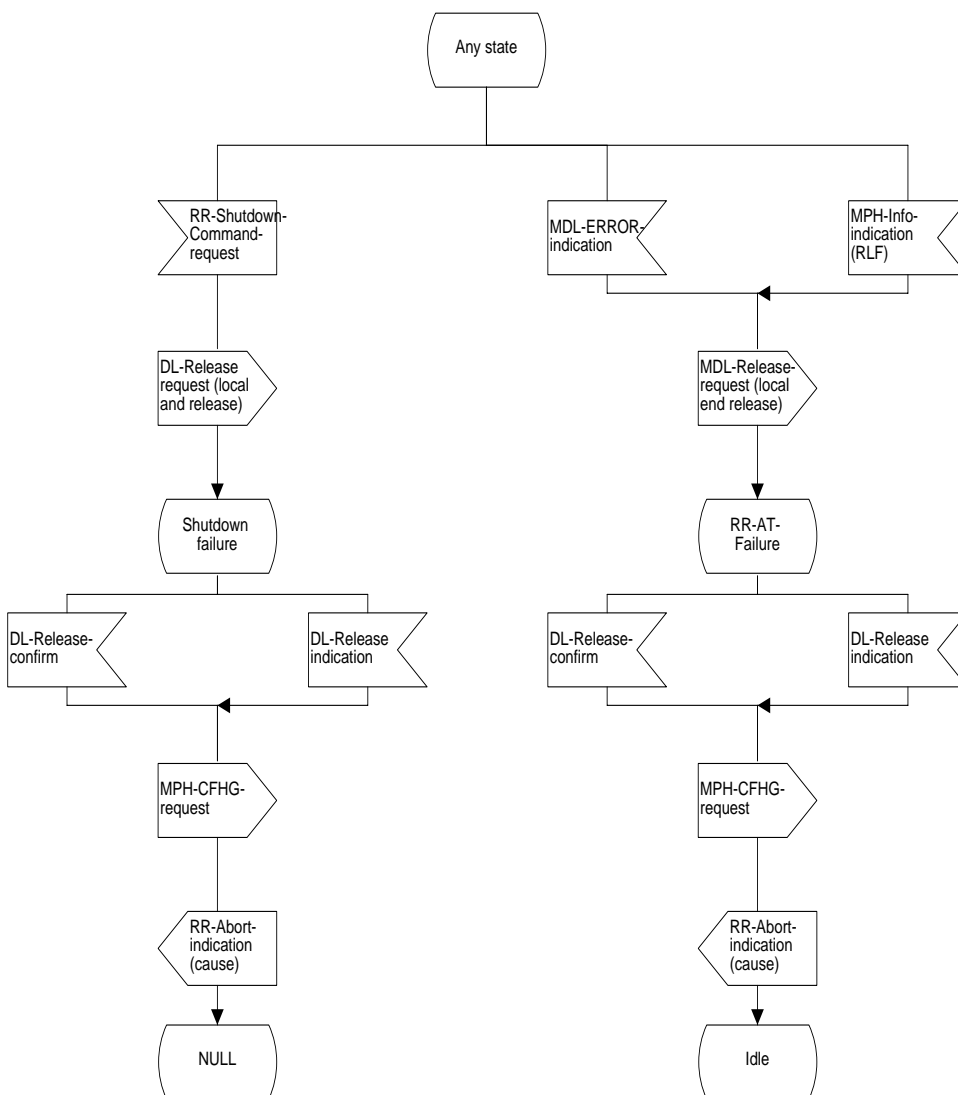 Any state
RR-Shutdown-
Command-
request
MDL-ERROR-
indication
MPH-Info-
indication
(RLF)
DL-Release
request (local
and release)
MDL-Release-
request (local
end release)
Shutdown
failure
RR-AT-
Failure
DL-Release-
confirm
DL-Release
indication
DL-Release-
confirm
DL-Release
indication
MPH-CFHG-
request
MPH-CFHG-
request
RR-Abort-
indication
(cause)
RR-Abort-
indication
(cause)
NULL
Idle